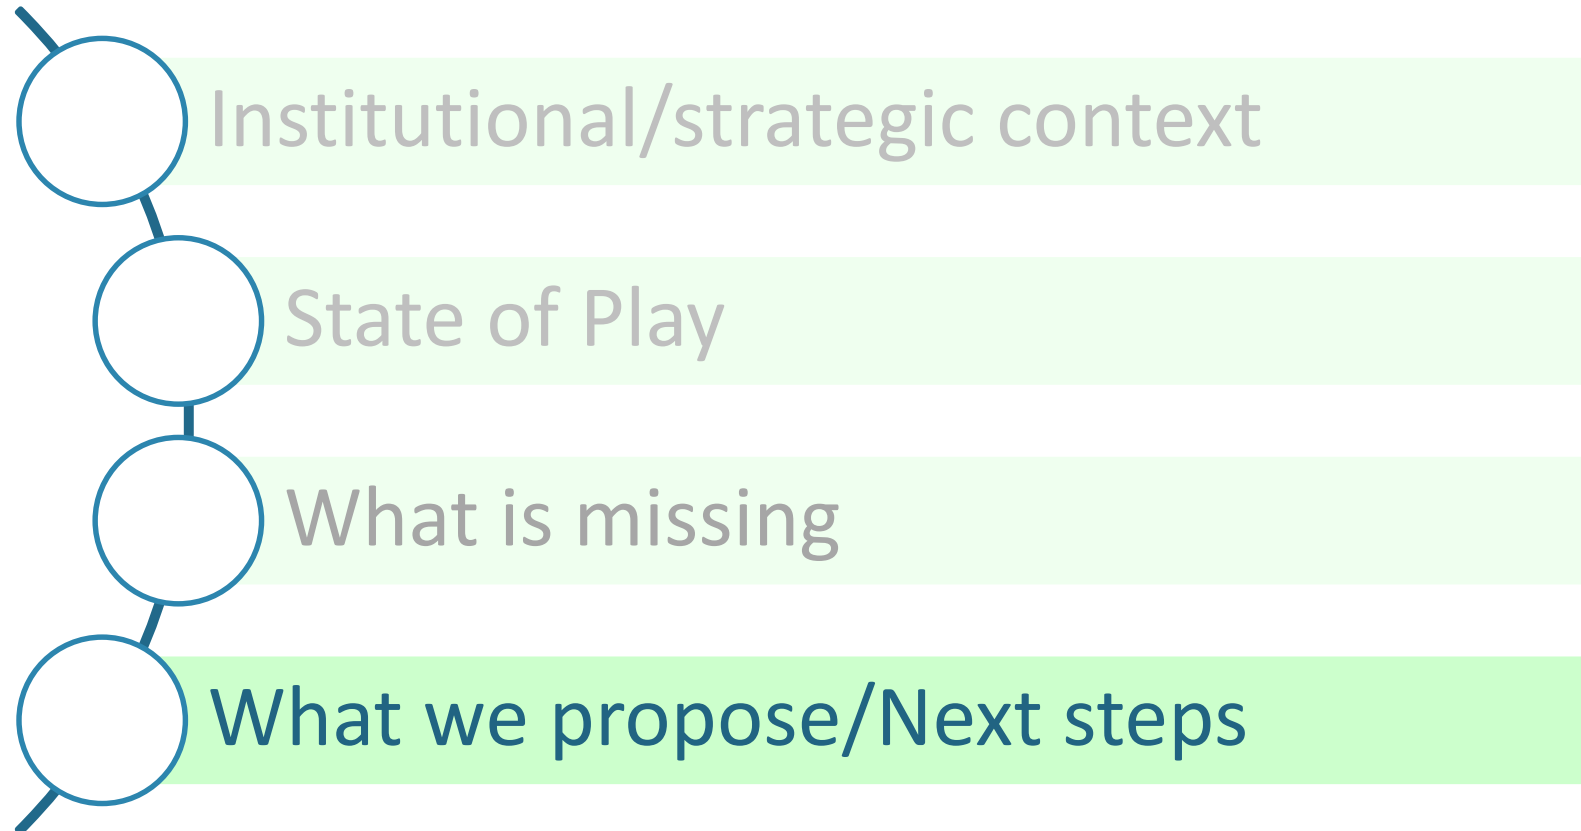 Institutional/strategic context
State of Play
What is missing
What we propose/Next steps